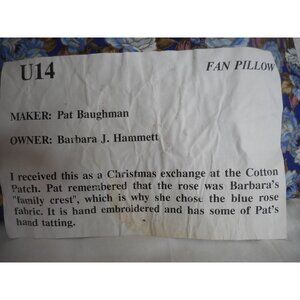 U14 FAN PILLOW
MAKER: Pat Baughman
OWNER: Barbara J. Hammett
I received this as a Christmas exchange at the Cotton
Patch. Pat remembered that the rose was Barbara's
"family crest", which is why she chose the blue rose
fabric. It is hand embroidered and has some of Pat's
hand tatting.